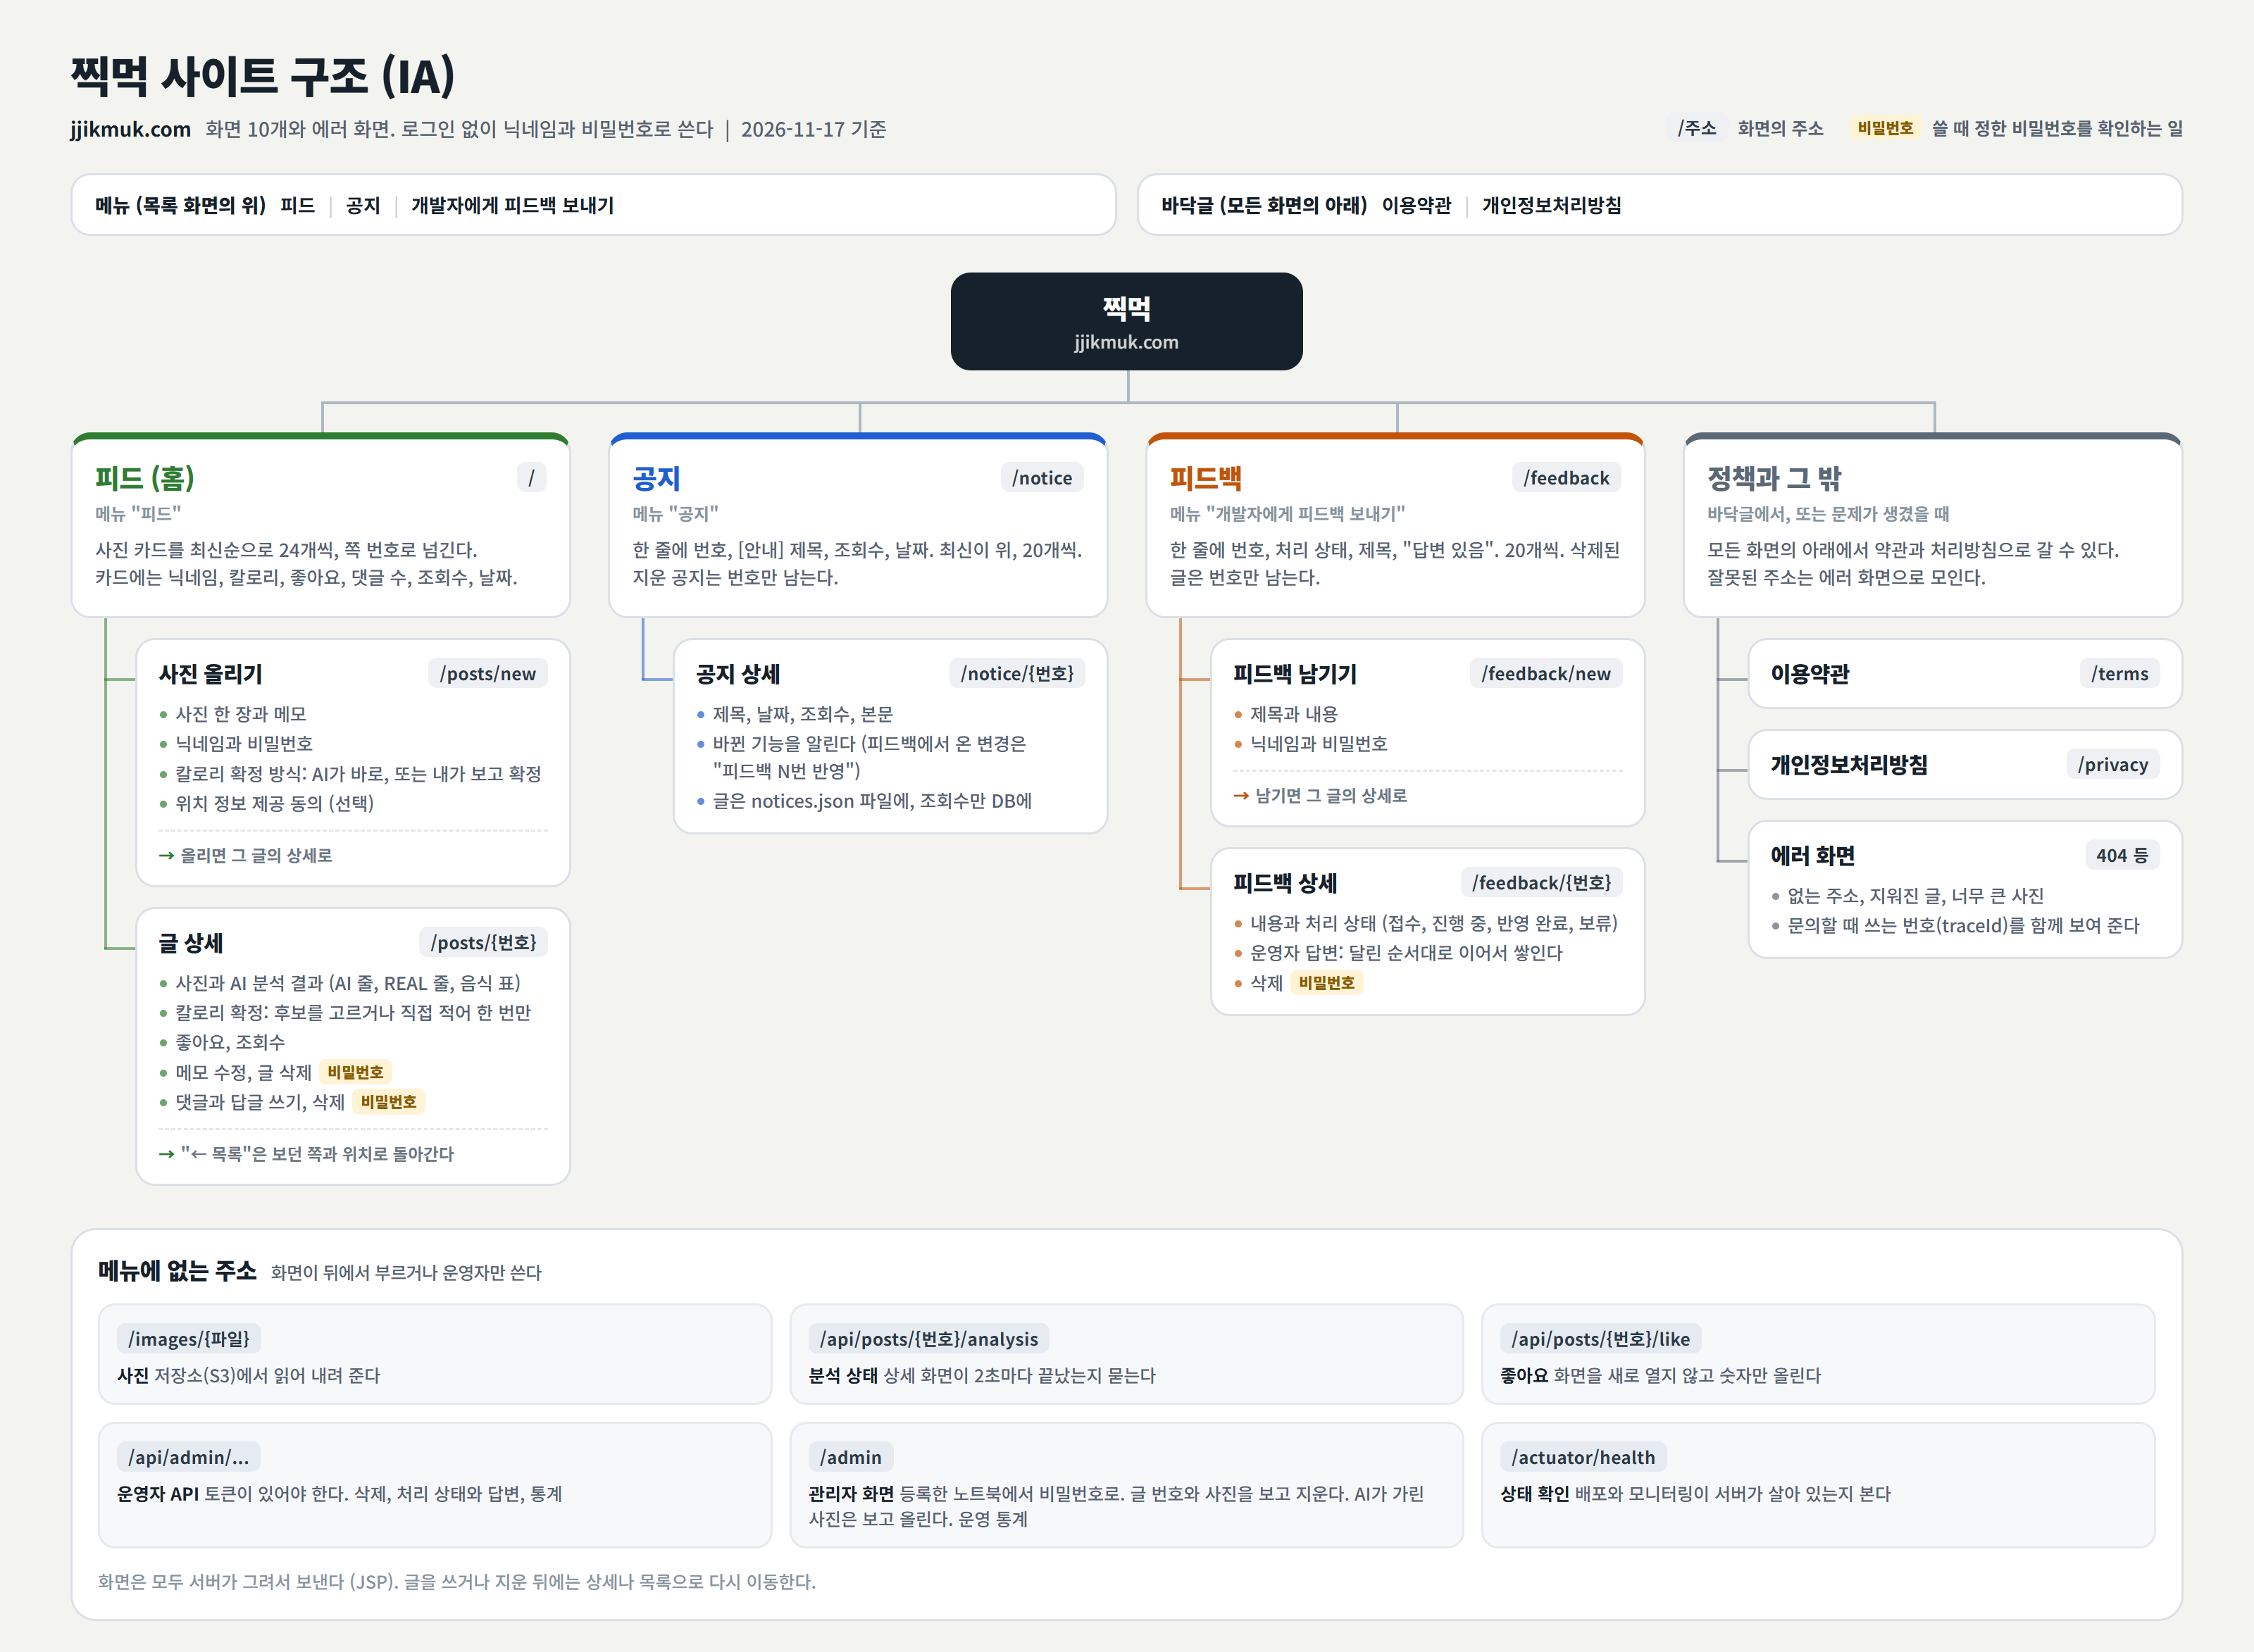 찍먹 사이트 구조 (IA)
jjikmuk.com 화면 10개와 에러 화면. 로그인 없이 닉네임과 비밀번호로 쓴다 | 2026-11-17 기준
/주소 화면의 주소 비밀번호 쓸 때 정한 비밀번호를 확인하는 일
메뉴 (목록 화면의 위) 피드 | 공지 | 개발자에게 피드백 보내기
바닥글 (모든 화면의 아래) 이용약관 | 개인정보처리방침
찍먹
jjikmuk.com
피드 (홈) /
메뉴 "피드"
사진 카드를 최신순으로 24개씩, 쪽 번호로 넘긴다.
카드에는 닉네임, 칼로리, 좋아요, 댓글 수, 조회수, 날짜.
사진 올리기 /posts/new
사진 한 장과 메모
닉네임과 비밀번호
칼로리 확정 방식: AI가 바로, 또는 내가 보고 확정
위치 정보 제공 동의 (선택)
→ 올리면 그 글의 상세로
글 상세 /posts/{번호}
사진과 AI 분석 결과 (AI 줄, REAL 줄, 음식 표)
칼로리 확정: 후보를 고르거나 직접 적어 한 번만
좋아요, 조회수
메모 수정, 글 삭제 비밀번호
댓글과 답글 쓰기, 삭제 비밀번호
→ "← 목록"은 보던 쪽과 위치로 돌아간다
공지 /notice
메뉴 "공지"
한 줄에 번호, [안내] 제목, 조회수, 날짜. 최신이 위, 20개씩.
지운 공지는 번호만 남는다.
공지 상세 /notice/{번호}
제목, 날짜, 조회수, 본문
바뀐 기능을 알린다 (피드백에서 온 변경은
"피드백 N번 반영")
글은 notices.json 파일에, 조회수만 DB에
피드백 /feedback
메뉴 "개발자에게 피드백 보내기"
한 줄에 번호, 처리 상태, 제목, "답변 있음". 20개씩. 삭제된
글은 번호만 남는다.
피드백 남기기 /feedback/new
제목과 내용
닉네임과 비밀번호
→ 남기면 그 글의 상세로
피드백 상세 /feedback/{번호}
내용과 처리 상태 (접수, 진행 중, 반영 완료, 보류)
운영자 답변: 달린 순서대로 이어서 쌓인다
삭제 비밀번호
정책과 그 밖
바닥글에서, 또는 문제가 생겼을 때
모든 화면의 아래에서 약관과 처리방침으로 갈 수 있다.
잘못된 주소는 에러 화면으로 모인다.
이용약관 /terms
개인정보처리방침 /privacy
에러 화면 404 등
없는 주소, 지워진 글, 너무 큰 사진
문의할 때 쓰는 번호(traceId)를 함께 보여 준다
메뉴에 없는 주소 화면이 뒤에서 부르거나 운영자만 쓴다
/images/{파일}
사진 저장소(S3)에서 읽어 내려 준다
/api/posts/{번호}/analysis
분석 상태 상세 화면이 2초마다 끝났는지 묻는다
/api/posts/{번호}/like
좋아요 화면을 새로 열지 않고 숫자만 올린다
/api/admin/...
운영자 API 토큰이 있어야 한다. 삭제, 처리 상태와 답변, 통계
/admin
관리자 화면 등록한 노트북에서 비밀번호로. 글 번호와 사진을 보고 지운다. AI가 가린
사진은 보고 올린다. 운영 통계
/actuator/health
상태 확인 배포와 모니터링이 서버가 살아 있는지 본다
화면은 모두 서버가 그려서 보낸다 (JSP). 글을 쓰거나 지운 뒤에는 상세나 목록으로 다시 이동한다.